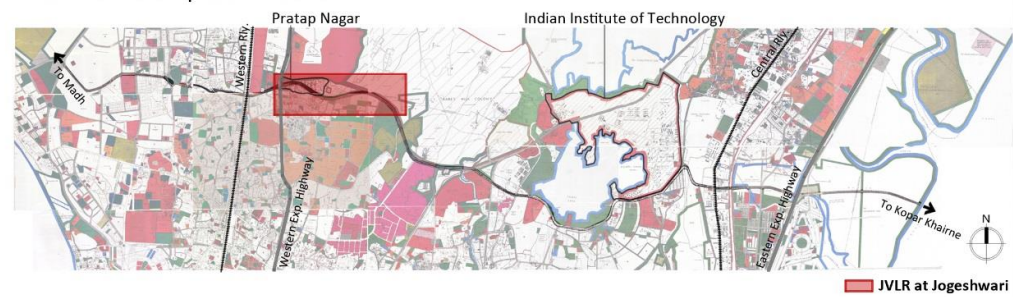 Pratap Nagar
Indian Institute of Technology
To Madh
Western Rly.
Western Exp. Highway
Central Rly.
Eastern Exp. Highway
To Kopar Khairne
N
JVLR at Jogeshwari